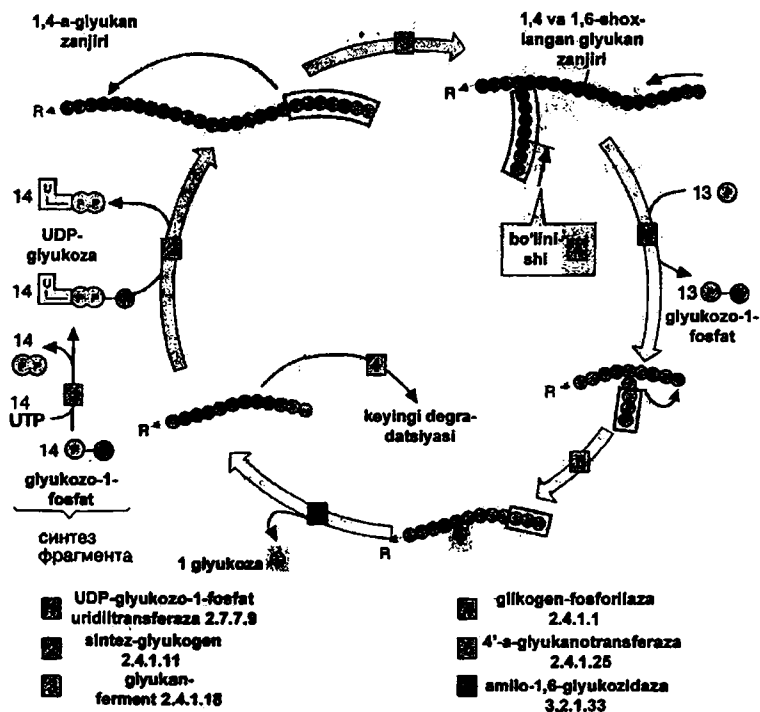 1,4-a-glyukan
zanjiri
1,4 va 1,6-shox-
langan glyukan
zanjiri
R
R
14
UDP-
glyukoza
14
bo'lini-
shi
13
13
glyukozo-1-
fosfat
14
14
UTP
14
glyukozo-1-
fosfat
синтез
фрагмента
R
keyingi degra-
datsiyasi
R
1 glyukoza
R
UDP-glyukozo-1-fosfat
uridiltransferaza 2.7.7.9
sintez-glyukogen
2.4.1.11
glyukan-
ferment 2.4.1.18
glikogen-fosforilaza
2.4.1.1
4'-a-glyukanotransferaza
2.4.1.25
amilo-1,6-glyukozidaza
3.2.1.33